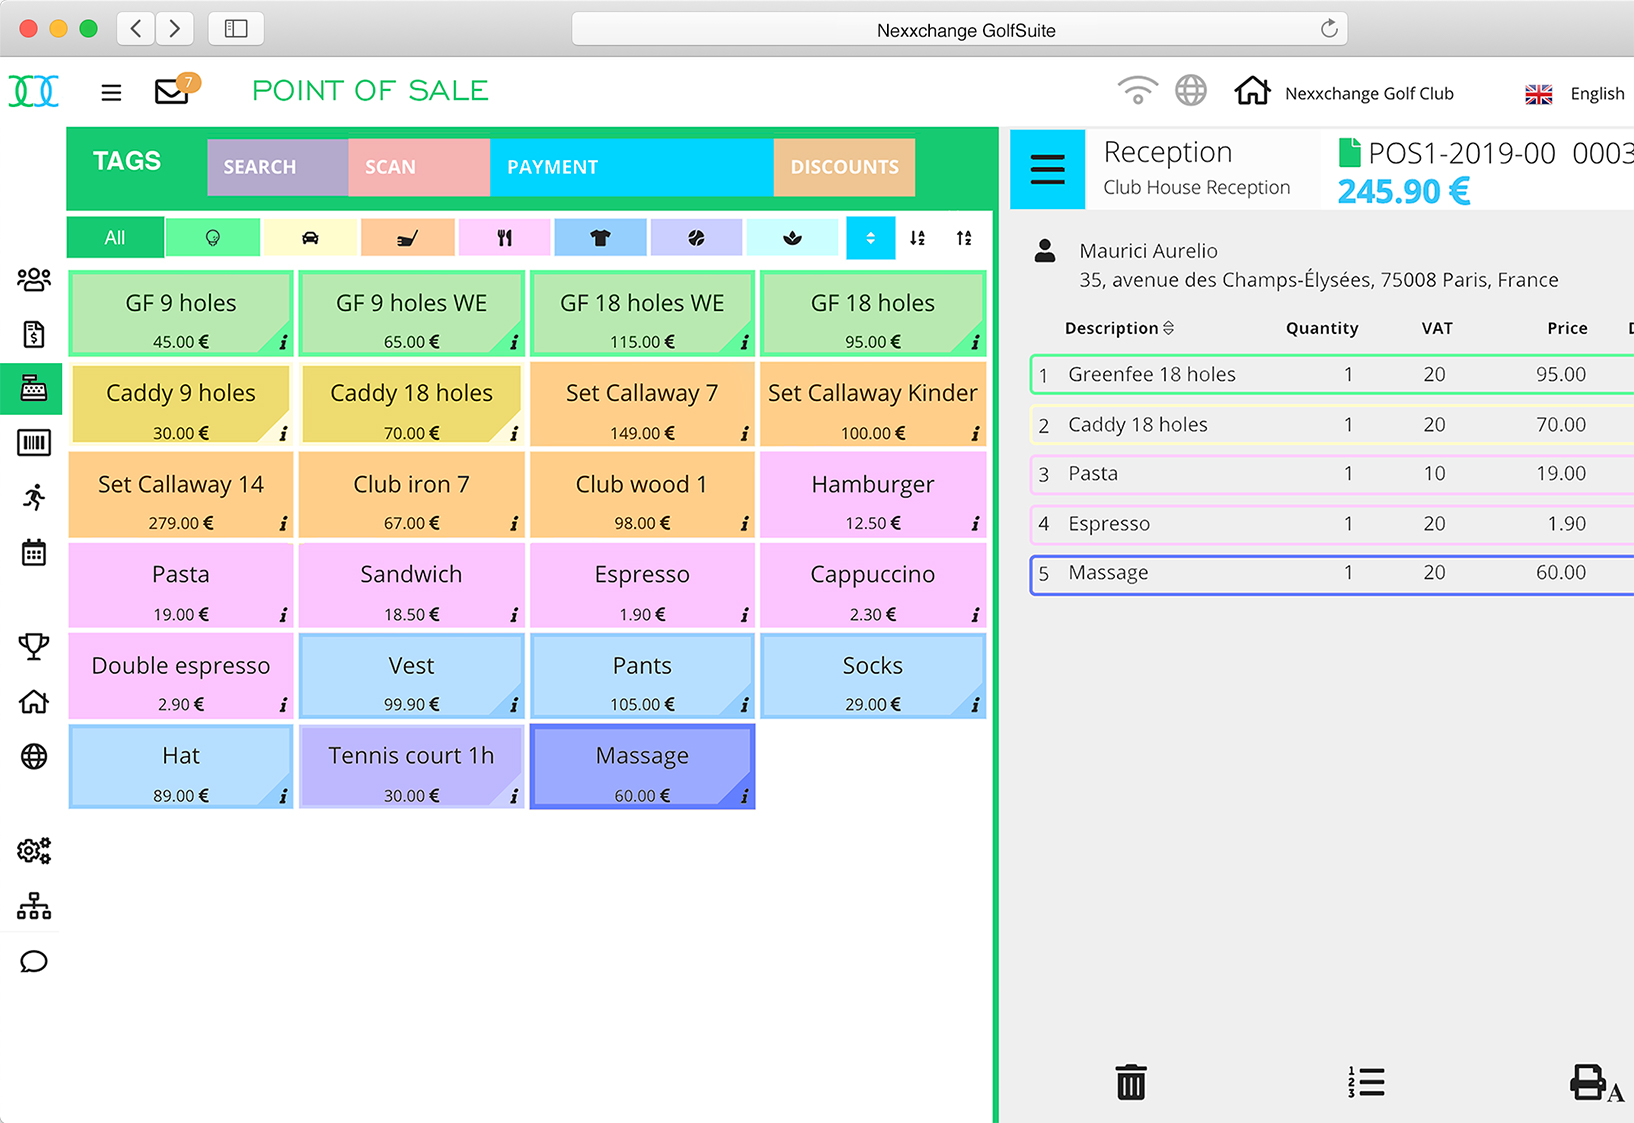 Nexxchange GolfSuite
7
POINT OF SALE
Nexxchange Golf Club
English
TAGS
SEARCH
SCAN
PAYMENT
DISCOUNTS
All
GF 9 holes
45.00 €
GF 9 holes WE
65.00 €
GF 18 holes WE
115.00 €
GF 18 holes
95.00 €
Caddy 9 holes
30.00 €
Caddy 18 holes
70.00 €
Set Callaway 7
149.00 €
Set Callaway Kinder
100.00 €
Set Callaway 14
279.00 €
Club iron 7
67.00 €
Club wood 1
98.00 €
Hamburger
12.50 €
Pasta
19.00 €
Sandwich
18.50 €
Espresso
1.90 €
Cappuccino
2.30 €
Double espresso
2.90 €
Vest
99.90 €
Pants
105.00 €
Socks
29.00 €
Hat
89.00 €
Tennis court 1h
30.00 €
Massage
60.00 €
Reception
Club House Reception
POS1-2019-00 0003
245.90 €
Maurici Aurelio
35, avenue des Champs-Élysées, 75008 Paris, France
Description Quantity VAT Price
1 Greenfee 18 holes 1 20 95.00
2 Caddy 18 holes 1 20 70.00
3 Pasta 1 10 19.00
4 Espresso 1 20 1.90
5 Massage 1 20 60.00
A